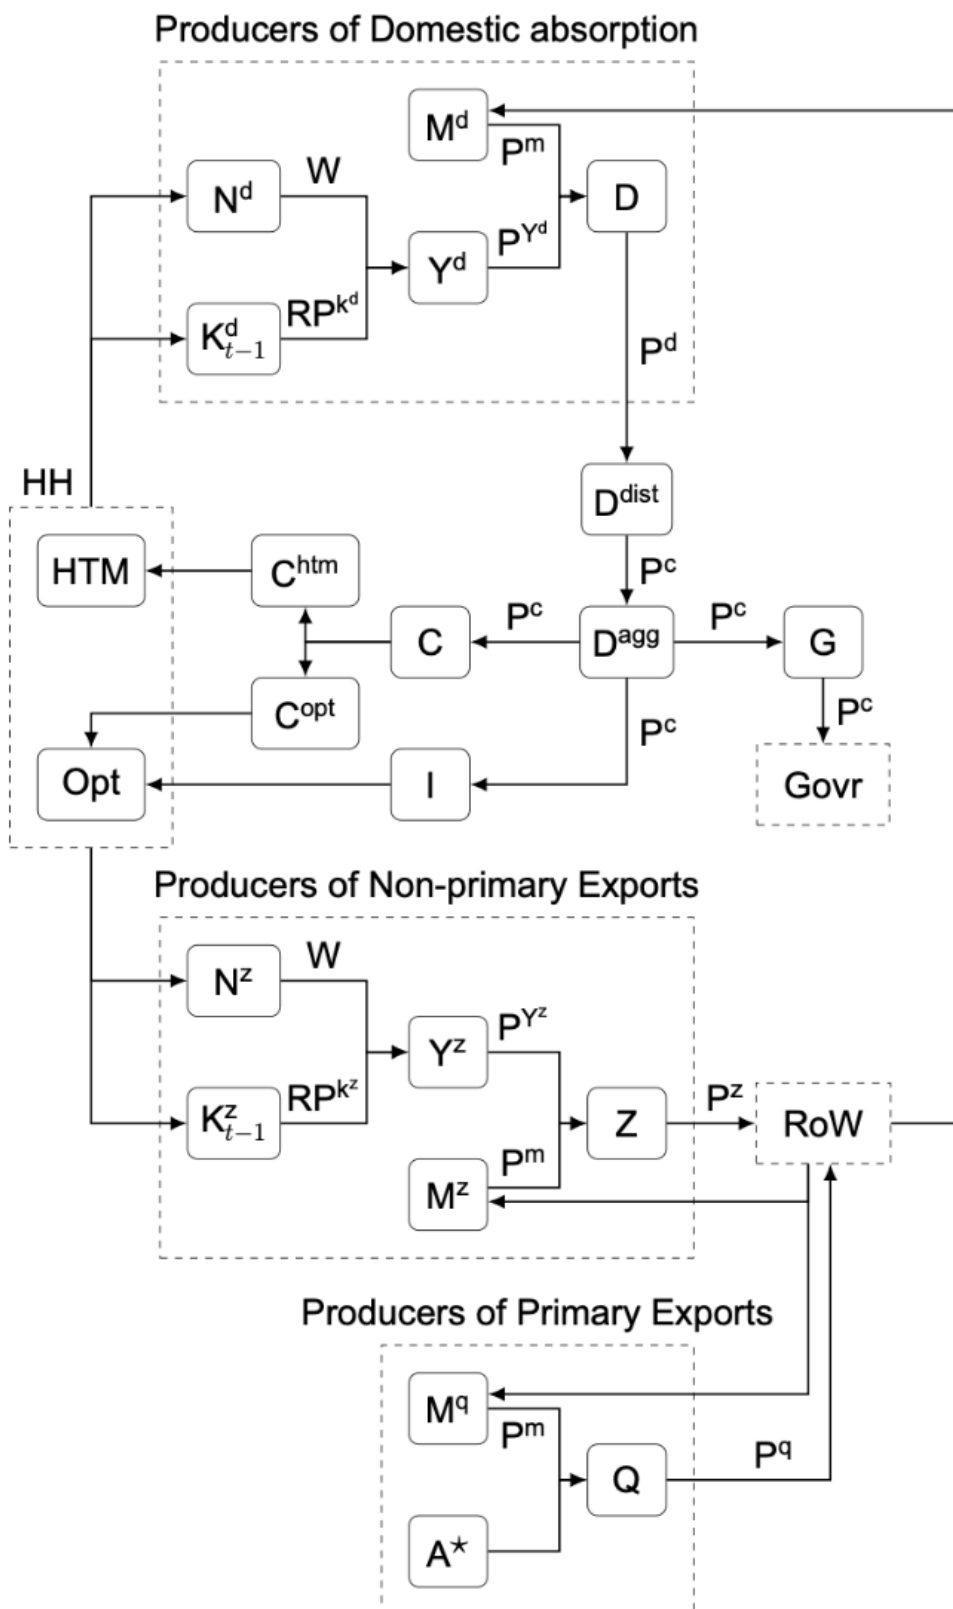 Producers of Domestic absorption
M^d
P^m
N^d
W
D
P^{Y^d}
Y^d
RP^{k^d}
K^d_{t−1}
P^d
HH
D^{dist}
HTM
C^{htm}
P^c
P^c
P^c
C
D^{agg}
G
C^{opt}
P^c
P^c
Opt
I
Govr
Producers of Non-primary Exports
N^z
W
P^{Y^z}
Y^z
RP^{k^z}
K^z_{t−1}
Z
P^z
RoW
P^m
M^z
Producers of Primary Exports
M^q
P^m
Q
P^q
A^⋆